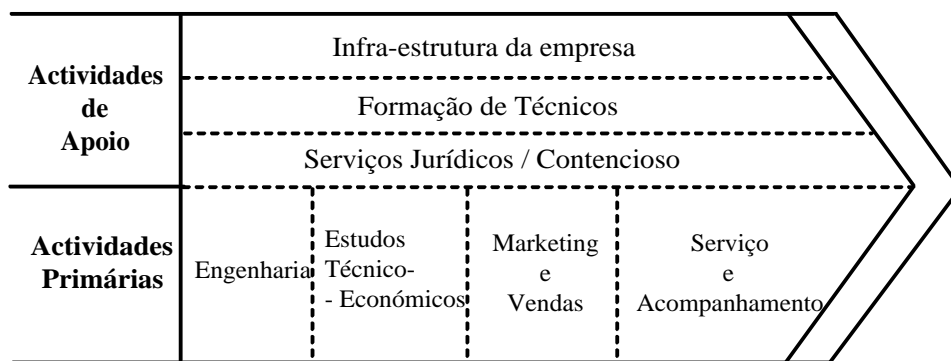 Actividades
de
Apoio
Infra-estrutura da empresa
Formação de Técnicos
Serviços Jurídicos / Contencioso
Actividades
Primárias
Engenharia
Estudos
Técnico-
- Económicos
Marketing
e
Vendas
Serviço
e
Acompanhamento